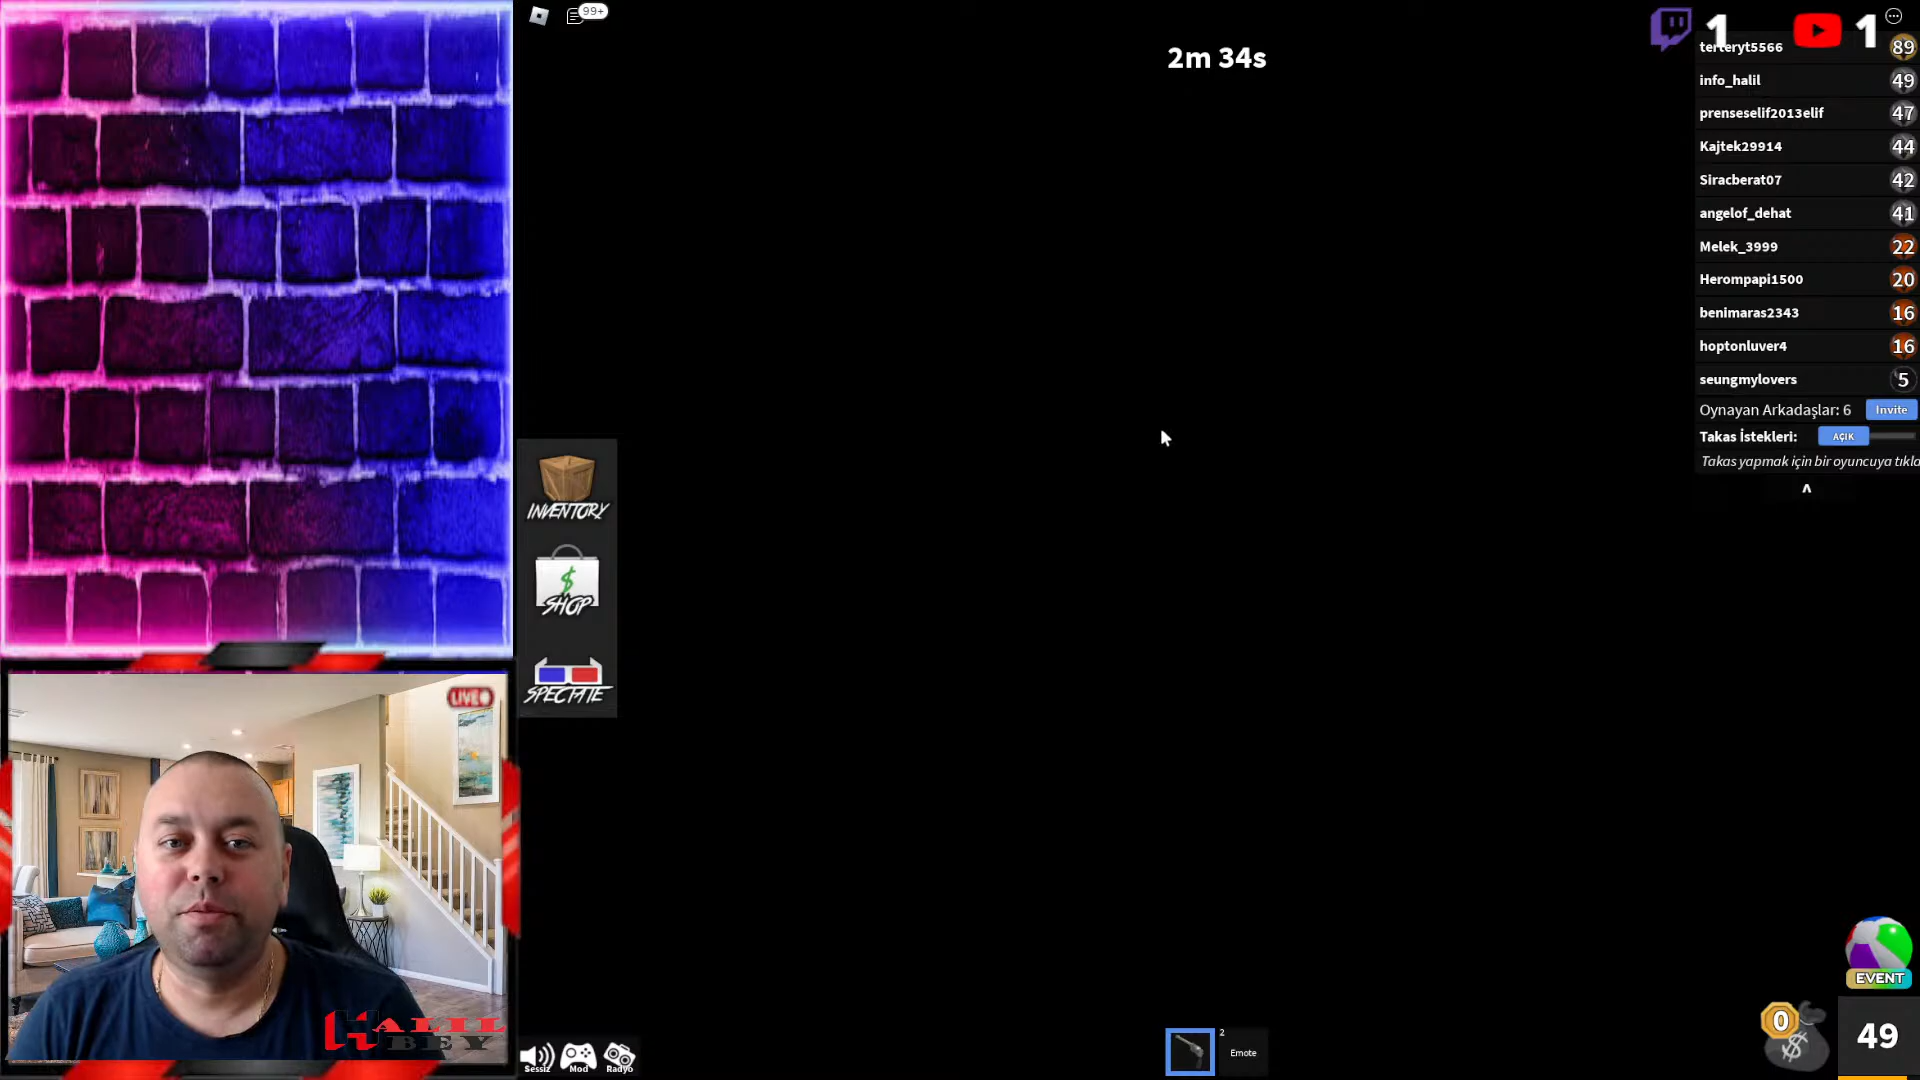 99+
2m 34s
1
1
terteryt5566 89
info_halil 49
prenseselif2013elif 47
Kajtek29914 44
Siracberat07 42
angelof_dehat 41
Melek_3999 22
Herompapi1500 20
benimaras2343 16
hoptonluver4 16
seungmylovers 5
Oynayan Arkadaşlar: 6 Invite
Takas İstekleri: AÇIK
Takas yapmak için bir oyuncuya tıkla
INVENTORY
$
SHOP
SPECTATE
LIVE
HALIL
BEY
Sessiz
Mod
Radyo
2
Emote
EVENT
0
$
49